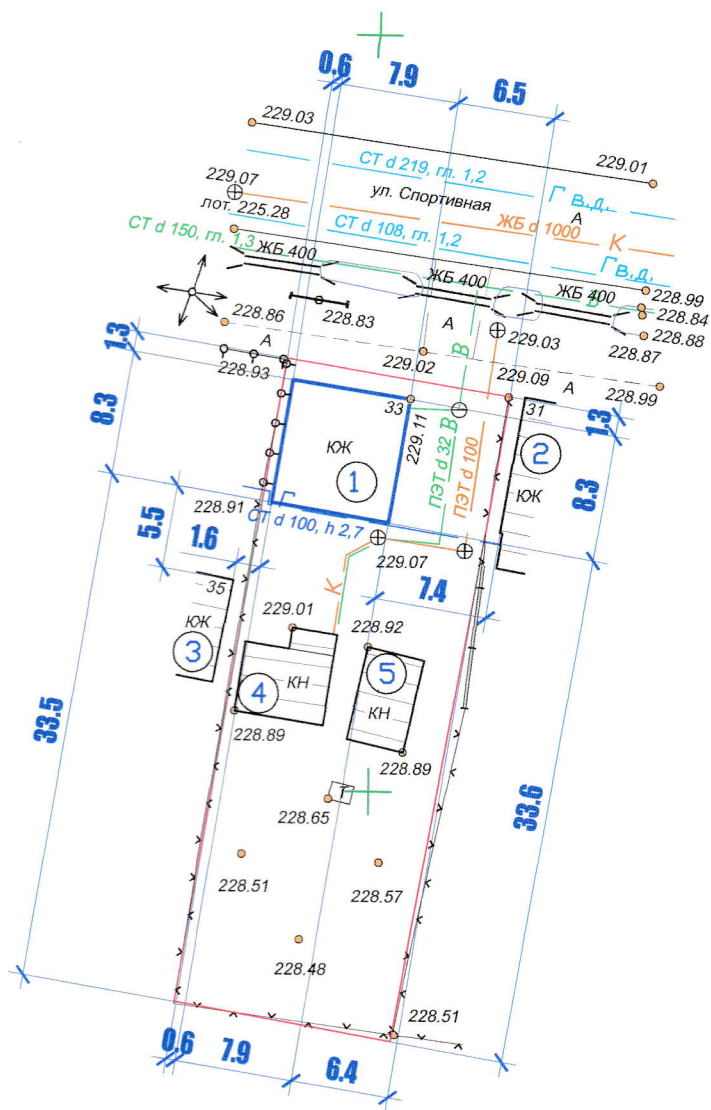 0.6
7.9
6.5
229.03
229.01
СТ d 219, гл. 1,2
Г в.д.
229.07
ул. Спортивная
А
лот. 225.28
ЖБ d 1000
К
СТ d 150, гл. 1,3
СТ d 108, гл. 1,2
Г в.д.
ЖБ 400
ЖБ 400
ЖБ 400
В
228.99
228.84
228.88
228.87
228.86
228.83
А
229.03
1.3
А
228.93
229.02
В
229.09
А
228.99
8.3
33
229.11
В
31
1.3
КЖ
1
ПЭТ d 32
ПЭТ d 100
2
КЖ
8.3
Г
228.91
СТ d 100, h 2,7
5.5
1.6
229.07
7.4
35
К
229.01
228.92
КЖ
3
5
4
КН
КН
228.89
228.89
33.5
33.6
Т
228.65
228.51
228.57
228.48
228.51
0.6
7.9
6.4